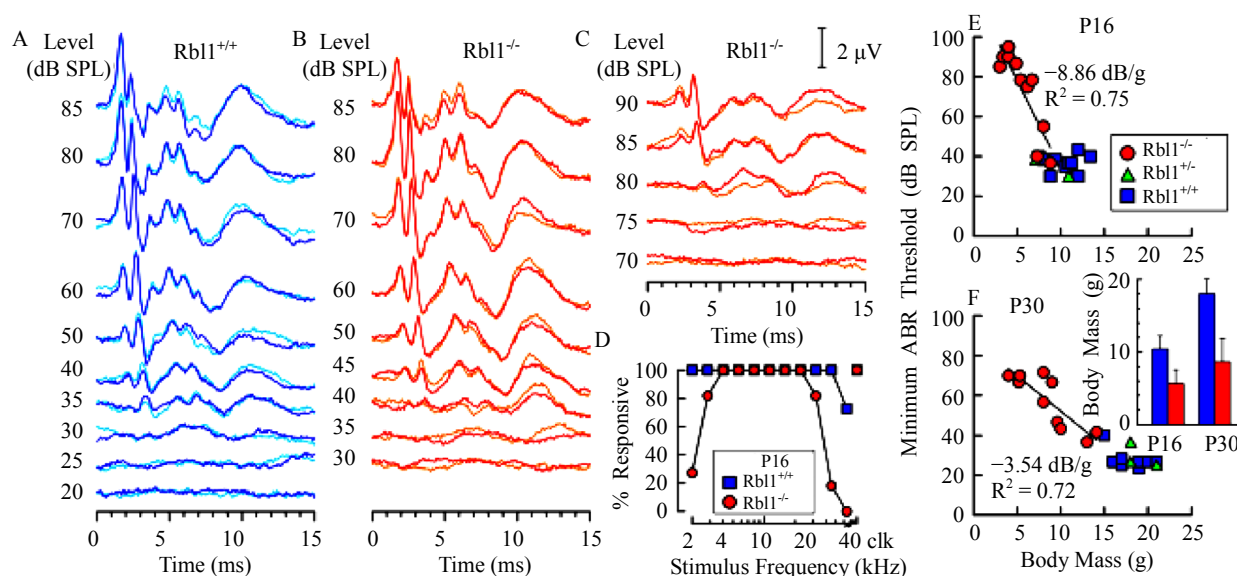 A
Level
(dB SPL)
Rbl1+/+
85
80
70
60
50
40
35
30
25
20
0 5 10 15
Time (ms)
B
Level
(dB SPL)
Rbl1-/-
85
80
70
60
50
45
40
35
30
0 5 10 15
Time (ms)
C
Level
(dB SPL)
Rbl1-/-
2 μV
90
85
80
75
70
0 5 10 15
Time (ms)
D
% Responsive
100
80
60
40
20
0
P16
Rbl1+/+
Rbl1-/-
2 4 10 20 40 clk
Stimulus Frequency (kHz)
Minimum ABR Threshold (dB SPL)
E
P16
100
80
60
40
20
0
−8.86 dB/g
R2 = 0.75
Rbl1-/-
Rbl1+/-
Rbl1+/+
0 5 10 15 20 25
F
P30
100
80
60
40
20
0
−3.54 dB/g
R2 = 0.72
0 5 10 15 20 25
Body Mass (g)
Body Mass (g)
20
10
0
P16 P30